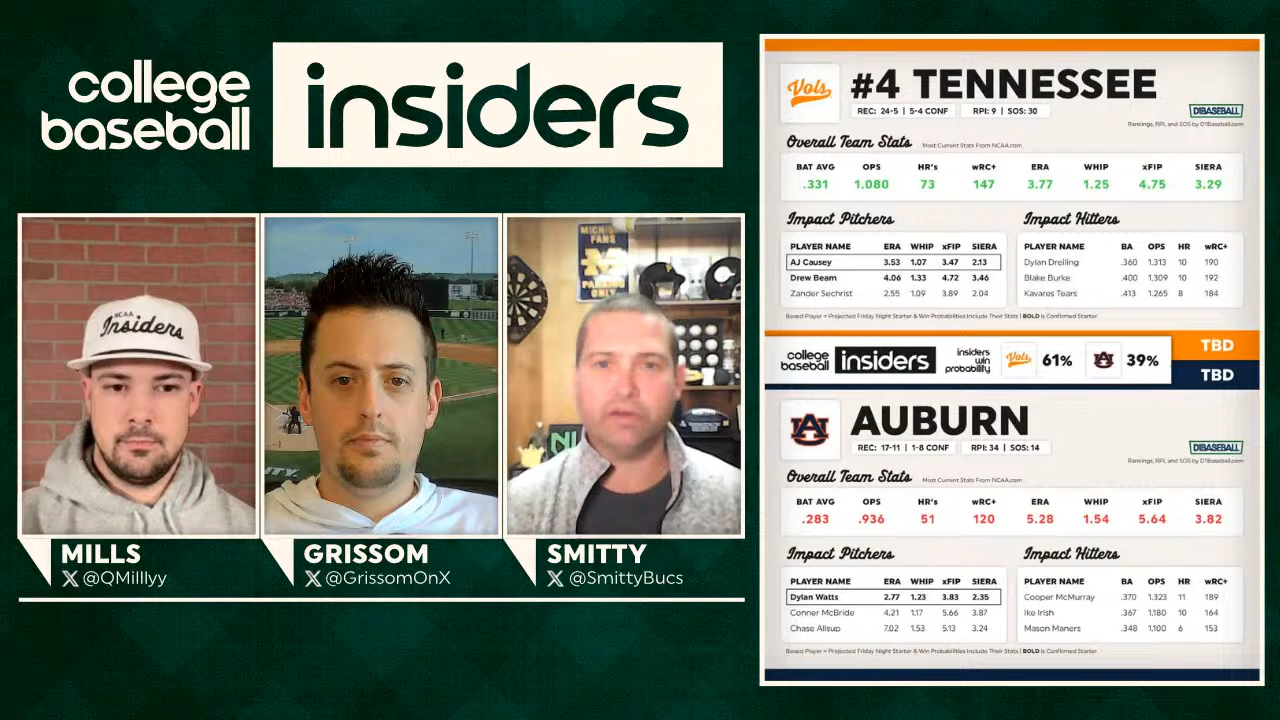 college
baseball
insiders
NCAA
Insiders
MICH
FANS
PARKING
ONLY
MILLS
@QMilllyy
GRISSOM
@GrissomOnX
SMITTY
@SmittyBucs
Vols
#4 TENNESSEE
REC: 24-5 | 5-4 CONF
RPI: 9 | SOS: 30
D1BASEBALL
Rankings, RPI, and SOS by D1Baseball.com
Overall Team Stats
Most Current Stats From NCAA.com
BAT AVG OPS HR's wRC+ ERA WHIP xFIP SIERA
.331 1.080 73 147 3.77 1.25 4.75 3.29
Impact Pitchers
PLAYER NAME ERA WHIP xFIP SIERA
AJ Causey 3.53 1.07 3.47 2.13
Drew Beam 4.06 1.33 4.72 3.46
Zander Sechrist 2.55 1.09 3.89 2.04
Impact Hitters
PLAYER NAME BA OPS HR wRC+
Dylan Dreiling .360 1.313 10 190
Blake Burke .400 1.309 10 192
Kavares Tears .413 1.265 8 184
Boxed Player = Projected Friday Night Starter & Win Probabilities Include Their Stats | BOLD is Confirmed Starter
college
baseball
insiders
insiders
win
probability
Vols 61%
AU 39%
TBD
TBD
AU
AUBURN
REC: 17-11 | 1-8 CONF
RPI: 34 | SOS: 14
D1BASEBALL
Rankings, RPI, and SOS by D1Baseball.com
Overall Team Stats
Most Current Stats From NCAA.com
BAT AVG OPS HR's wRC+ ERA WHIP xFIP SIERA
.283 .936 51 120 5.28 1.54 5.64 3.82
Impact Pitchers
PLAYER NAME ERA WHIP xFIP SIERA
Dylan Watts 2.77 1.23 3.83 2.35
Conner McBride 4.21 1.17 5.66 3.87
Chase Allsup 7.02 1.53 5.13 3.24
Impact Hitters
PLAYER NAME BA OPS HR wRC+
Cooper McMurray .370 1.323 11 189
Ike Irish .367 1.180 10 164
Mason Maners .348 1.100 6 153
Boxed Player = Projected Friday Night Starter & Win Probabilities Include Their Stats | BOLD is Confirmed Starter